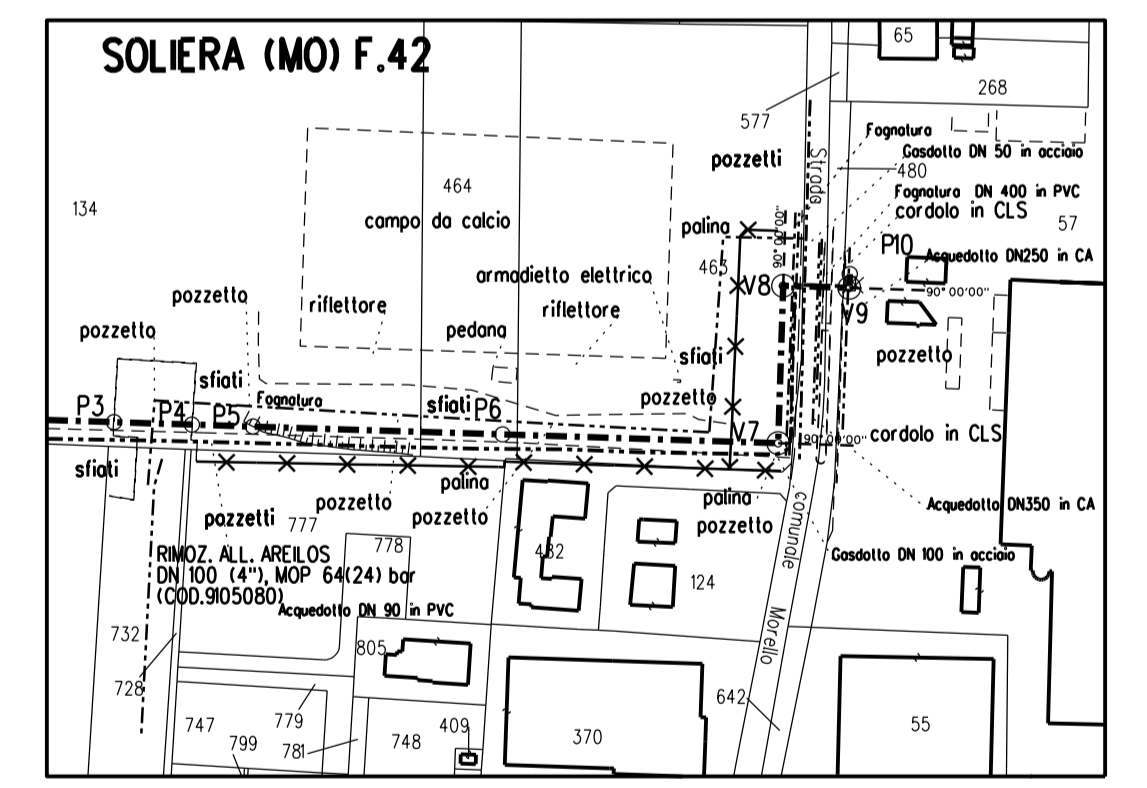 SOLIERA (MO) F.42
65
268
577
Fognatura
Gasdotto DN 50 in acciaio
pozzetti
Strada
480
464
Fognatura DN 400 in PVC
134
cordolo in CLS
57
campo da calcio
palina
90°00'00"
P10
Acquedotto DN250 in CA
463
armadietto elettrico
V8
90°00'00"
pozzetto
riflettore
riflettore
V9
pozzetto
pedana
sfiati
pozzetto
sfiati
pozzetto
P3
P4
P5
Fognatura
sfiati
P6
V7
90°00'00"
cordolo in CLS
sfiati
palina
pozzetto
palina
Acquedotto DN350 in CA
pozzetti
777
pozzetto
pozzetto
comunale
778
482
RIMOZ. ALL. AREILOS
DN 100 (4"), MOP 64(24) bar
(COD.9105080)
Gasdotto DN 100 in acciaio
124
Acquedotto DN 90 in PVC
Morello
732
805
728
642
747
779
409
799
781
748
370
55